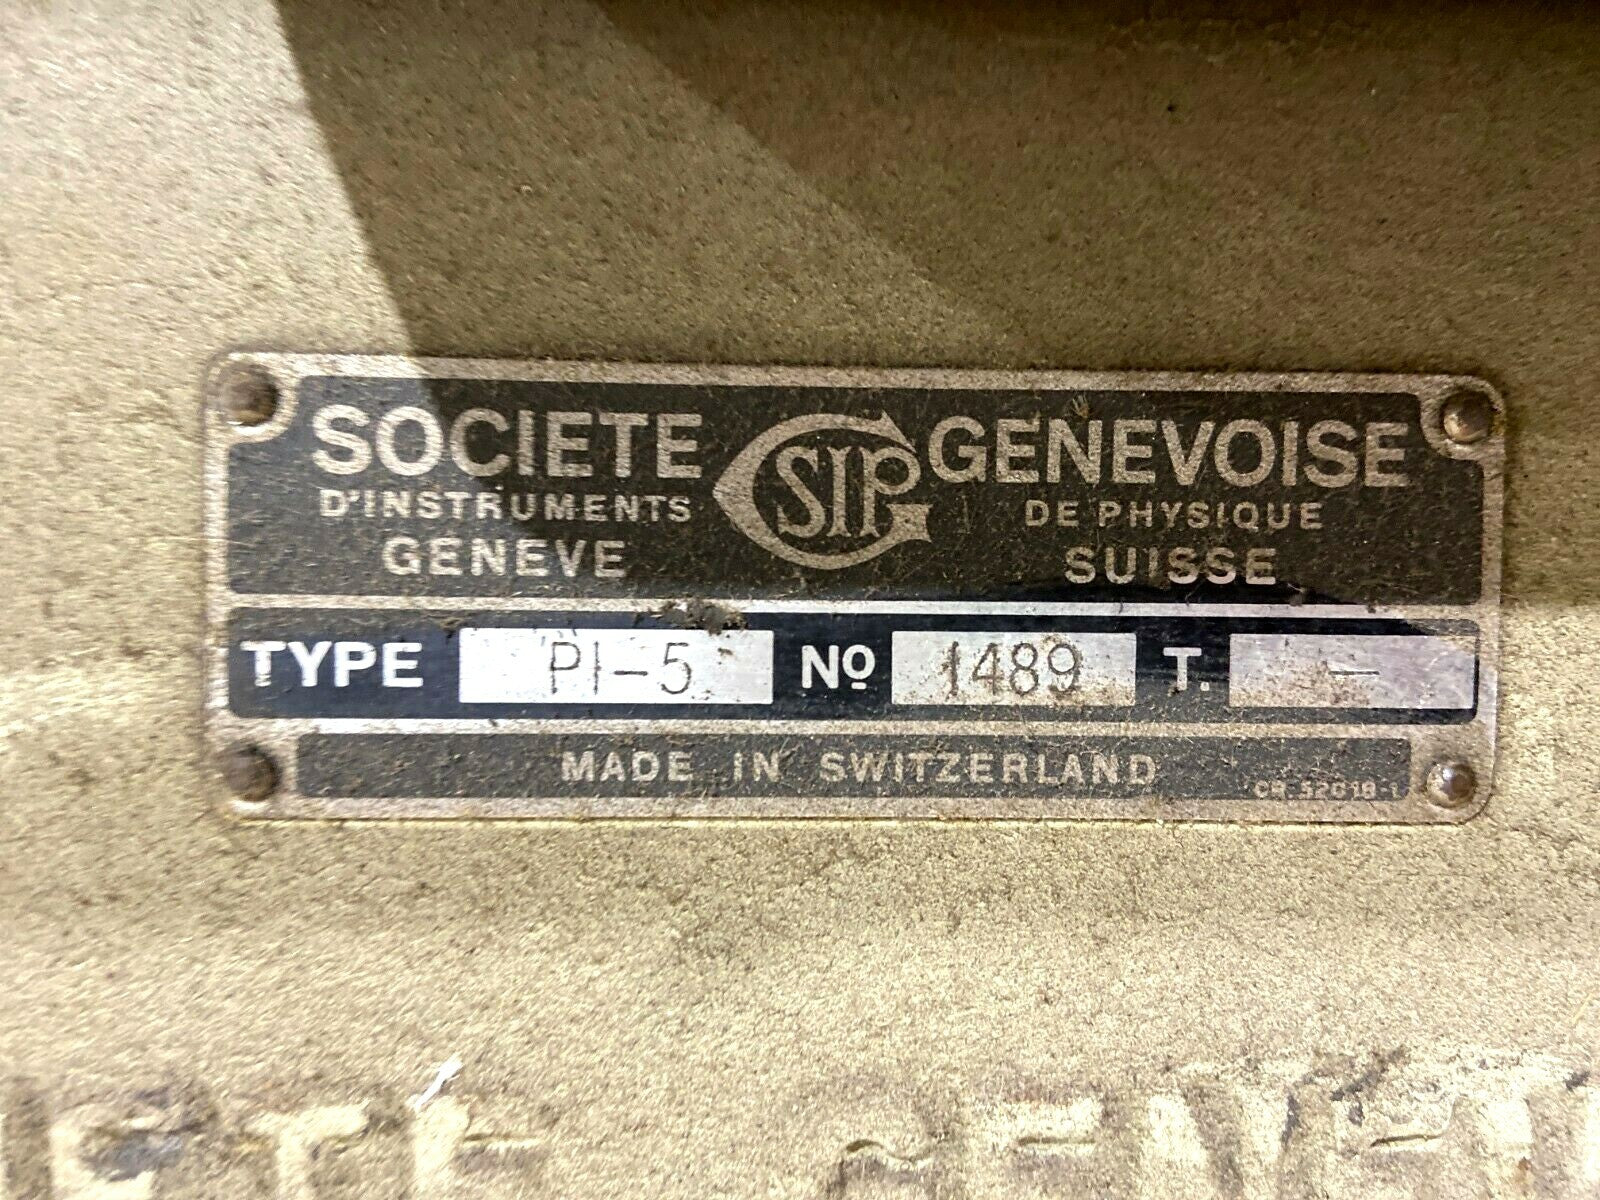 SOCIETE GENEVOISE
D'INSTRUMENTS DE PHYSIQUE
GENEVE SUISSE
SIP
TYPE PI-5 No 1489 T. -
MADE IN SWITZERLAND